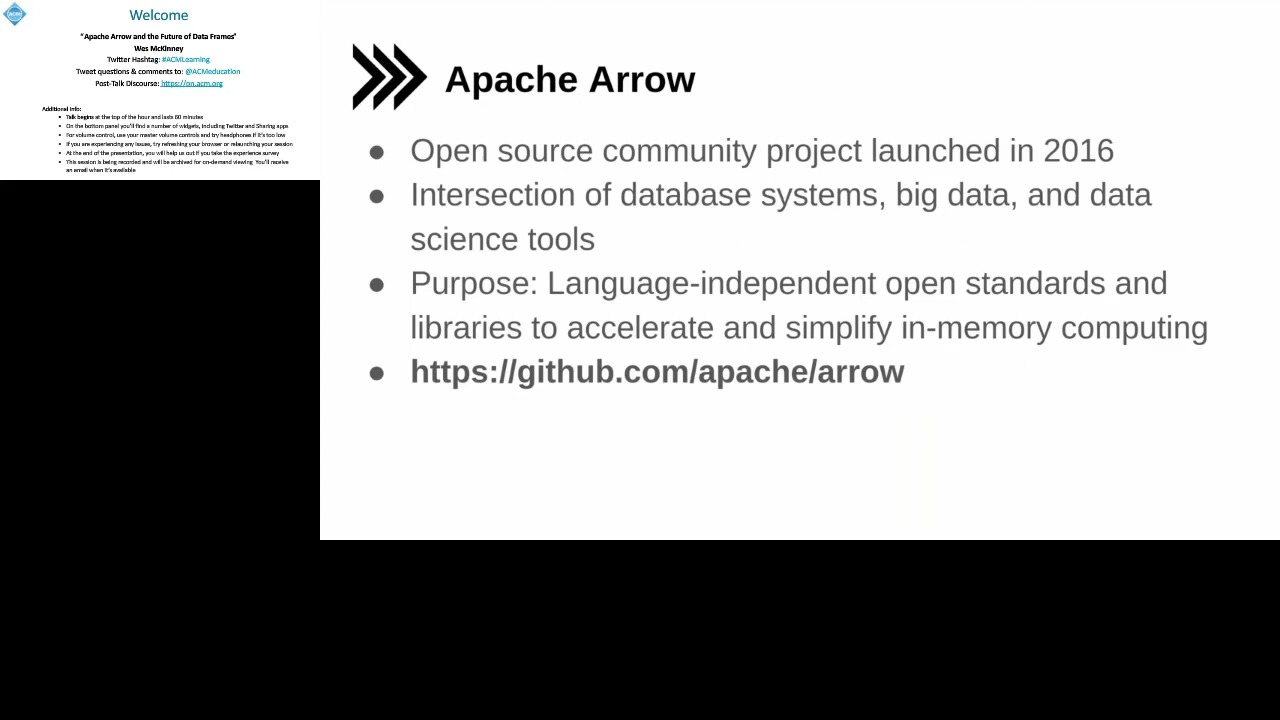 acm
Welcome
"Apache Arrow and the Future of Data Frames"
Wes McKinney
Twitter Hashtag: #ACMLearning
Tweet questions & comments to: @ACMeducation
Post-Talk Discourse: https://on.acm.org
Additional Info:
• Talk begins at the top of the hour and lasts 60 minutes
• On the bottom panel you'll find a number of widgets, including Twitter and Sharing apps
• For volume control, use your master volume controls and try headphones if it's too low
• If you are experiencing any issues, try refreshing your browser or relaunching your session
• At the end of the presentation, you will help us out if you take the experience survey
• This session is being recorded and will be archived for on-demand viewing. You'll receive
an email when it's available
Apache Arrow
● Open source community project launched in 2016
● Intersection of database systems, big data, and data
science tools
● Purpose: Language-independent open standards and
libraries to accelerate and simplify in-memory computing
● https://github.com/apache/arrow